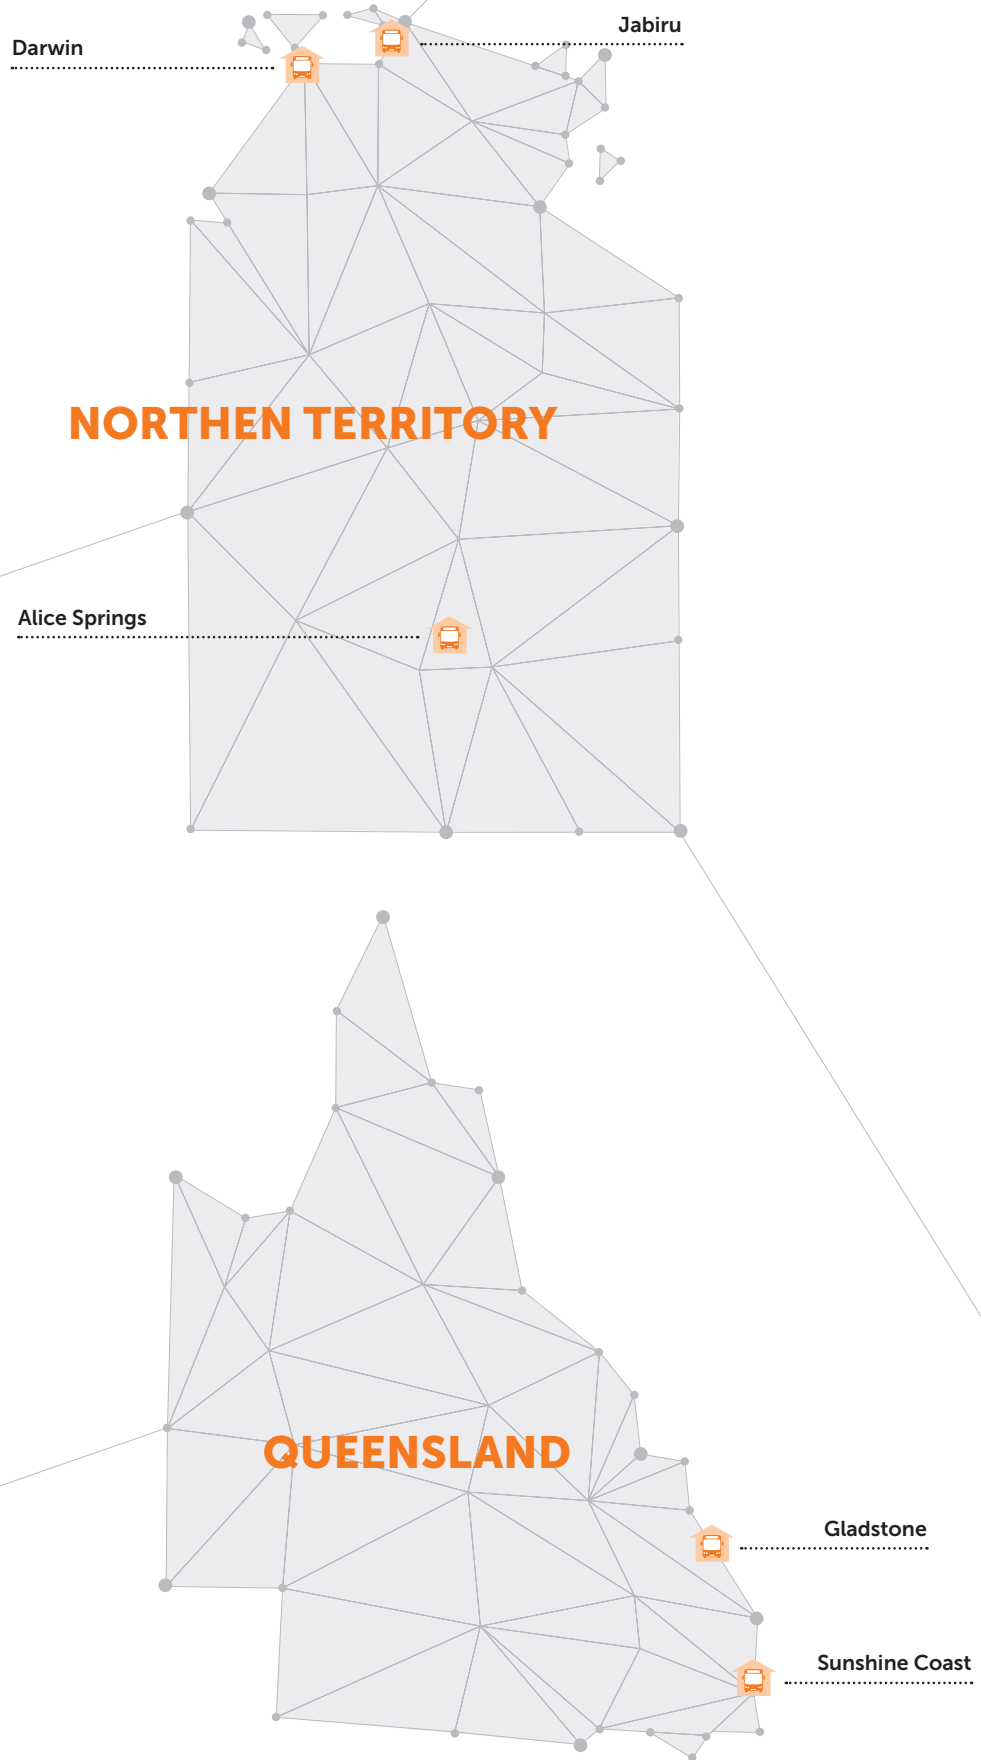 Jabiru
Darwin
NORTHEN TERRITORY
Alice Springs
QUEENSLAND
Gladstone
Sunshine Coast